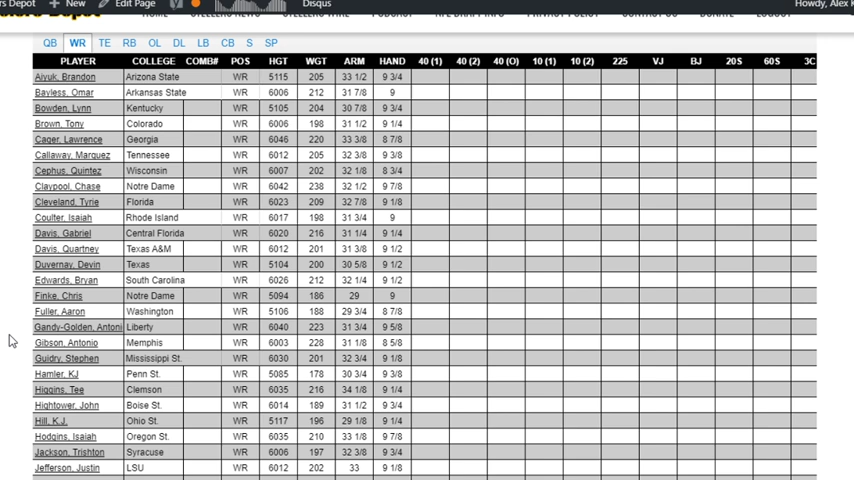 rs Depot New Edit Page Disqus Howdy, Alex K
QB WR TE RB OL DL LB CB S SP
PLAYER COLLEGE COMB# POS HGT WGT ARM HAND 40 (1) 40 (2) 40 (O) 10 (1) 10 (2) 225 VJ BJ 20S 60S 3C
Aiyuk, Brandon Arizona State WR 5115 205 33 1/2 9 3/4
Bayless, Omar Arkansas State WR 6006 212 31 7/8 9
Bowden, Lynn Kentucky WR 5105 204 30 7/8 9 3/4
Brown, Tony Colorado WR 6006 198 31 1/2 9 1/4
Cager, Lawrence Georgia WR 6046 220 33 3/8 8 7/8
Callaway, Marquez Tennessee WR 6012 205 32 3/8 9 3/8
Cephus, Quintez Wisconsin WR 6007 202 32 1/8 8 3/4
Claypool, Chase Notre Dame WR 6042 238 32 1/2 9 7/8
Cleveland, Tyrie Florida WR 6023 209 32 7/8 9 1/8
Coulter, Isaiah Rhode Island WR 6017 198 31 3/4 9
Davis, Gabriel Central Florida WR 6020 216 31 1/4 9 1/4
Davis, Quartney Texas A&M WR 6012 201 31 3/8 9 1/2
Duvernay, Devin Texas WR 5104 200 30 5/8 9 1/2
Edwards, Bryan South Carolina WR 6026 212 32 1/4 9 1/2
Finke, Chris Notre Dame WR 5094 186 29 9
Fuller, Aaron Washington WR 5106 188 29 3/4 8 7/8
Gandy-Golden, Antoni Liberty WR 6040 223 31 3/4 9 5/8
Gibson, Antonio Memphis WR 6003 228 31 1/8 8 5/8
Guidry, Stephen Mississippi St. WR 6030 201 32 3/4 9 1/8
Hamler, KJ Penn St. WR 5085 178 30 3/4 9 3/8
Higgins, Tee Clemson WR 6035 216 34 1/8 9 1/4
Hightower, John Boise St. WR 6014 189 31 1/2 9 3/4
Hill, K.J. Ohio St. WR 5117 196 29 1/8 9 1/4
Hodgins, Isaiah Oregon St. WR 6035 210 33 1/8 9 7/8
Jackson, Trishton Syracuse WR 6006 197 32 3/8 9 3/4
Jefferson, Justin LSU WR 6012 202 33 9 1/8